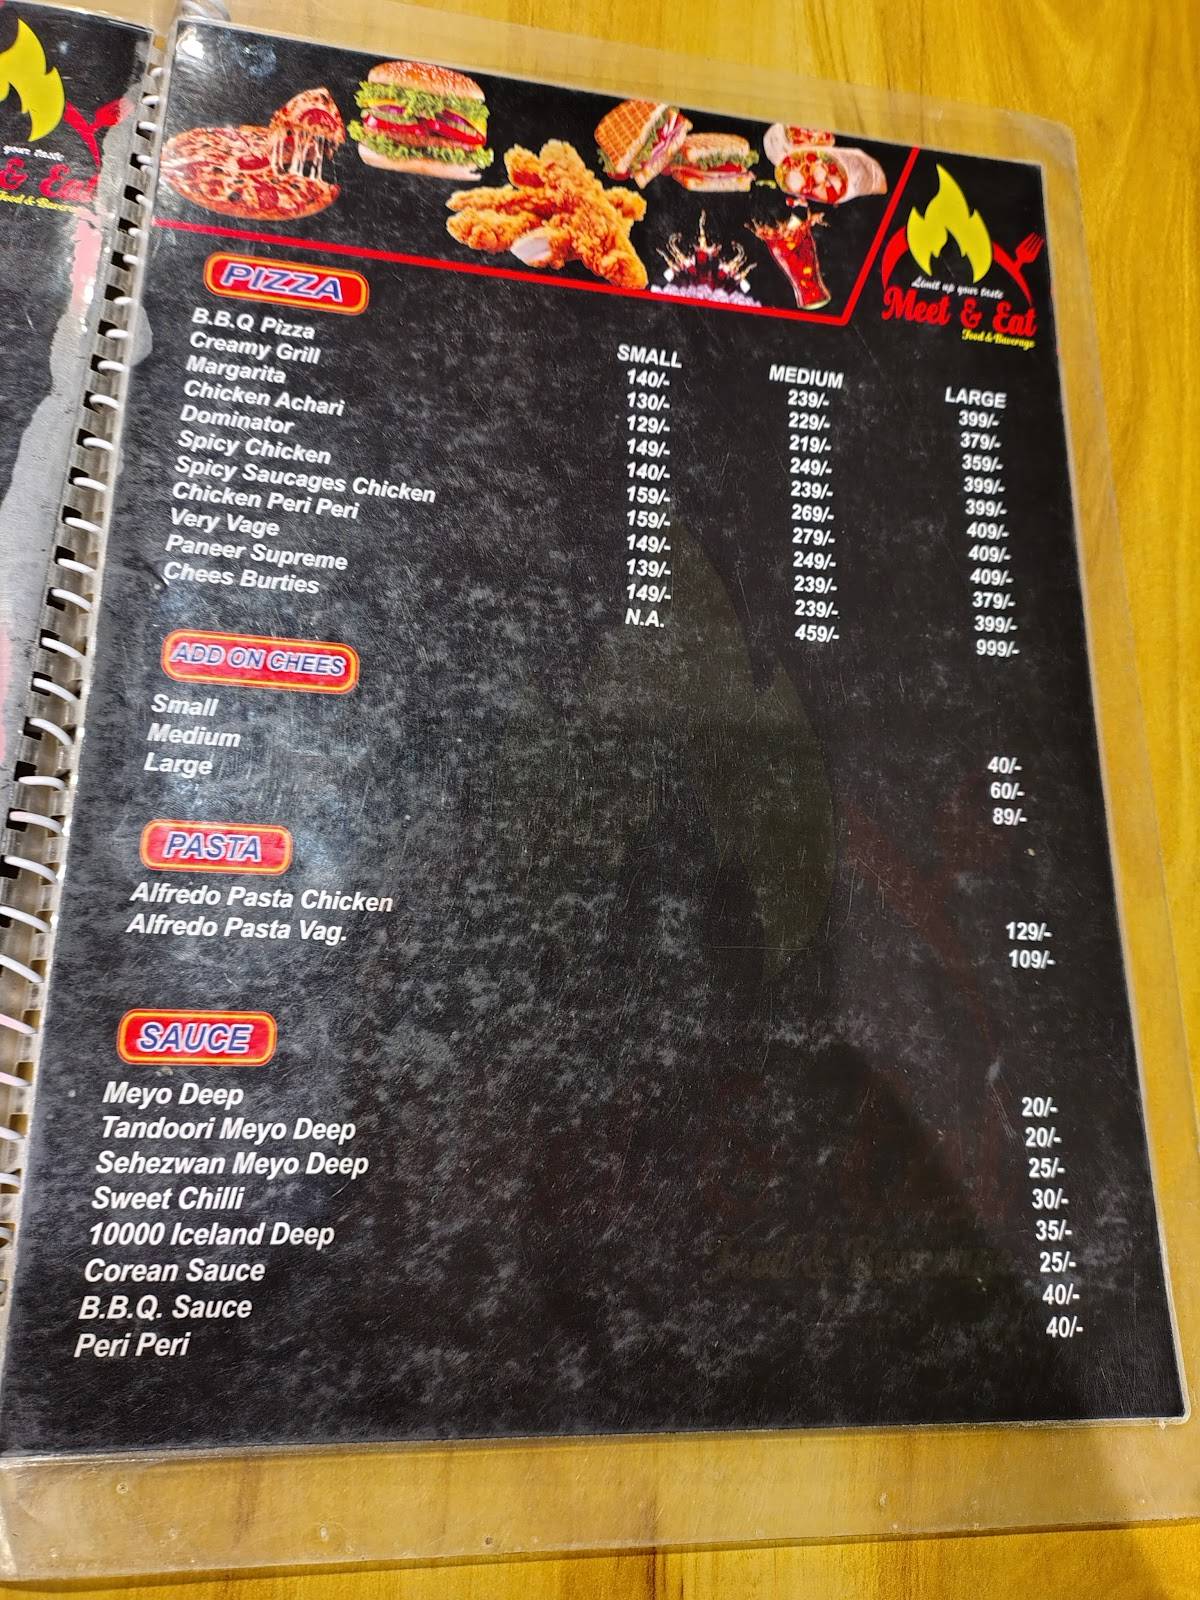 your taste
& Eat
Food & Baverage
Limit up your taste
Meet & Eat
Food & Baverage
PIZZA
SMALL MEDIUM LARGE
B.B.Q Pizza 140/- 239/- 399/-
Creamy Grill 130/- 229/- 379/-
Margarita 129/- 219/- 359/-
Chicken Achari 149/- 249/- 399/-
Dominator 140/- 239/- 399/-
Spicy Chicken 159/- 269/- 409/-
Spicy Saucages Chicken 159/- 279/- 409/-
Chicken Peri Peri 149/- 249/- 409/-
Very Vage 139/- 239/- 379/-
Paneer Supreme 149/- 239/- 399/-
Chees Burties N.A. 459/- 999/-
ADD ON CHEES
Small 40/-
Medium 60/-
Large 89/-
PASTA
Alfredo Pasta Chicken 129/-
Alfredo Pasta Vag. 109/-
SAUCE
Meyo Deep 20/-
Tandoori Meyo Deep 20/-
Sehezwan Meyo Deep 25/-
Sweet Chilli 30/-
10000 Iceland Deep 35/-
Corean Sauce 25/-
B.B.Q. Sauce 40/-
Peri Peri 40/-